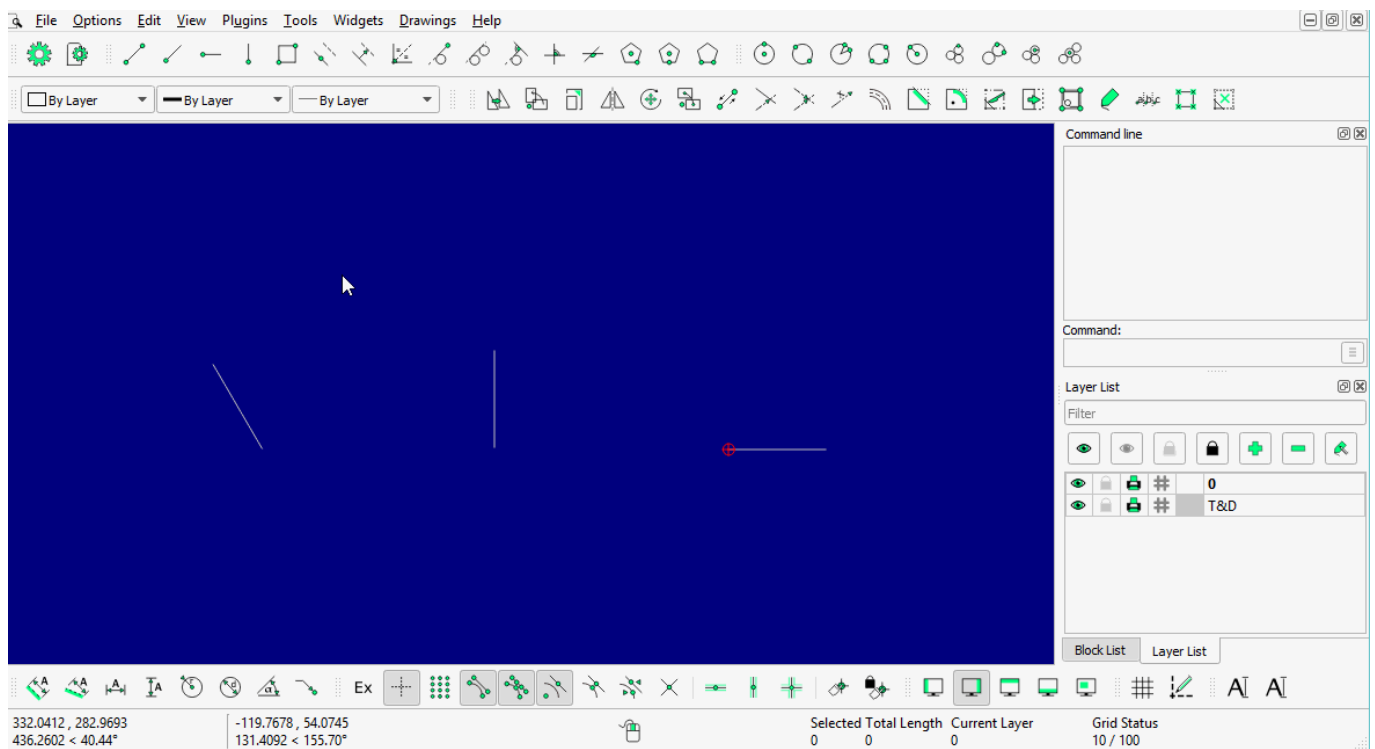 File Options Edit View Plugins Tools Widgets Drawings Help
By Layer By Layer By Layer
Command line
Command:
Layer List
Filter
0
T&D
Block List Layer List
Ex
332.0412 , 282.9693 -119.7678 , 54.0745 Selected Total Length Current Layer Grid Status
436.2602 < 40.44° 131.4092 < 155.70° 0 0 0 10 / 100